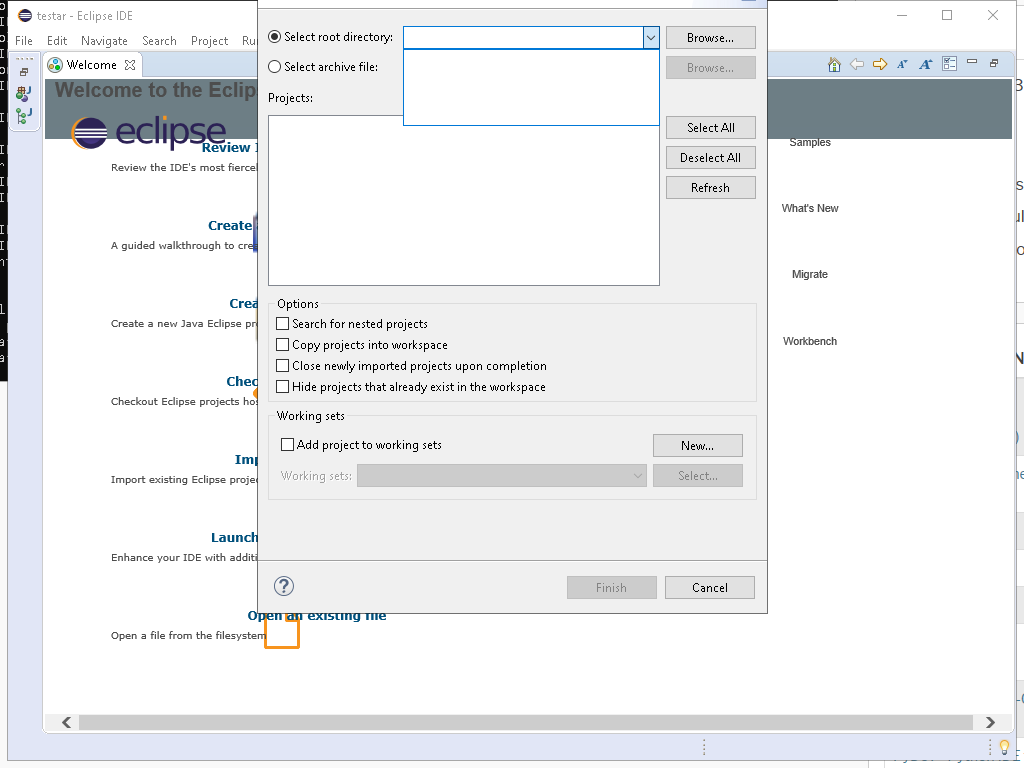 testar - Eclipse IDE
File Edit Navigate Search Project Ru
Welcome
Welcome to the Eclip
eclipse
Review
Review the IDE's most fiercel
Create
A guided walkthrough to cre
Crea
Create a new Java Eclipse pr
Chec
Checkout Eclipse projects hos
Imp
Import existing Eclipse proje
Launch
Enhance your IDE with additi
Open an existing file
Open a file from the filesystem
Select root directory:
Browse...
Select archive file:
Browse...
Projects:
Select All
Deselect All
Refresh
Options
Search for nested projects
Copy projects into workspace
Close newly imported projects upon completion
Hide projects that already exist in the workspace
Working sets
Add project to working sets
New...
Working sets:
Select...
?
Finish
Cancel
Samples
What's New
Migrate
Workbench